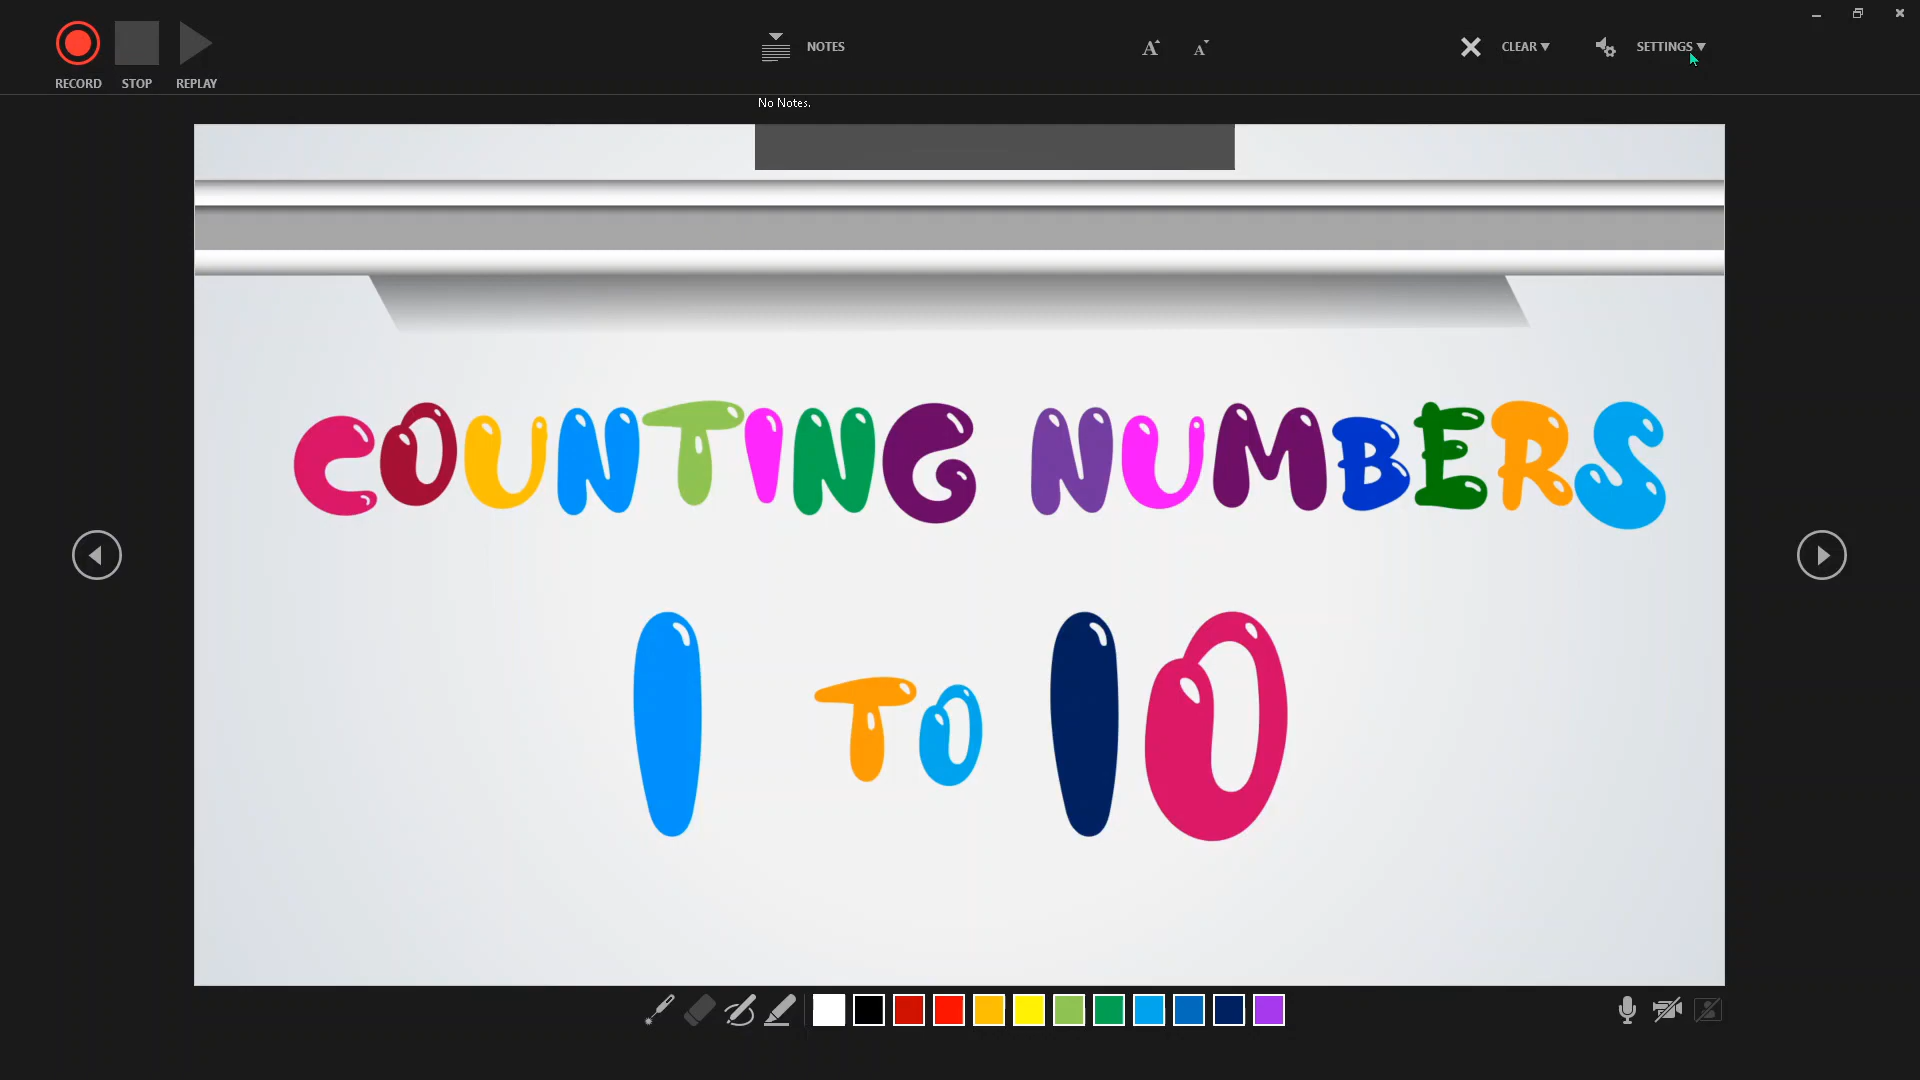 RECORD STOP REPLAY
NOTES
A A
CLEAR
SETTINGS
No Notes.
COUNTING NUMBERS
1 TO 10